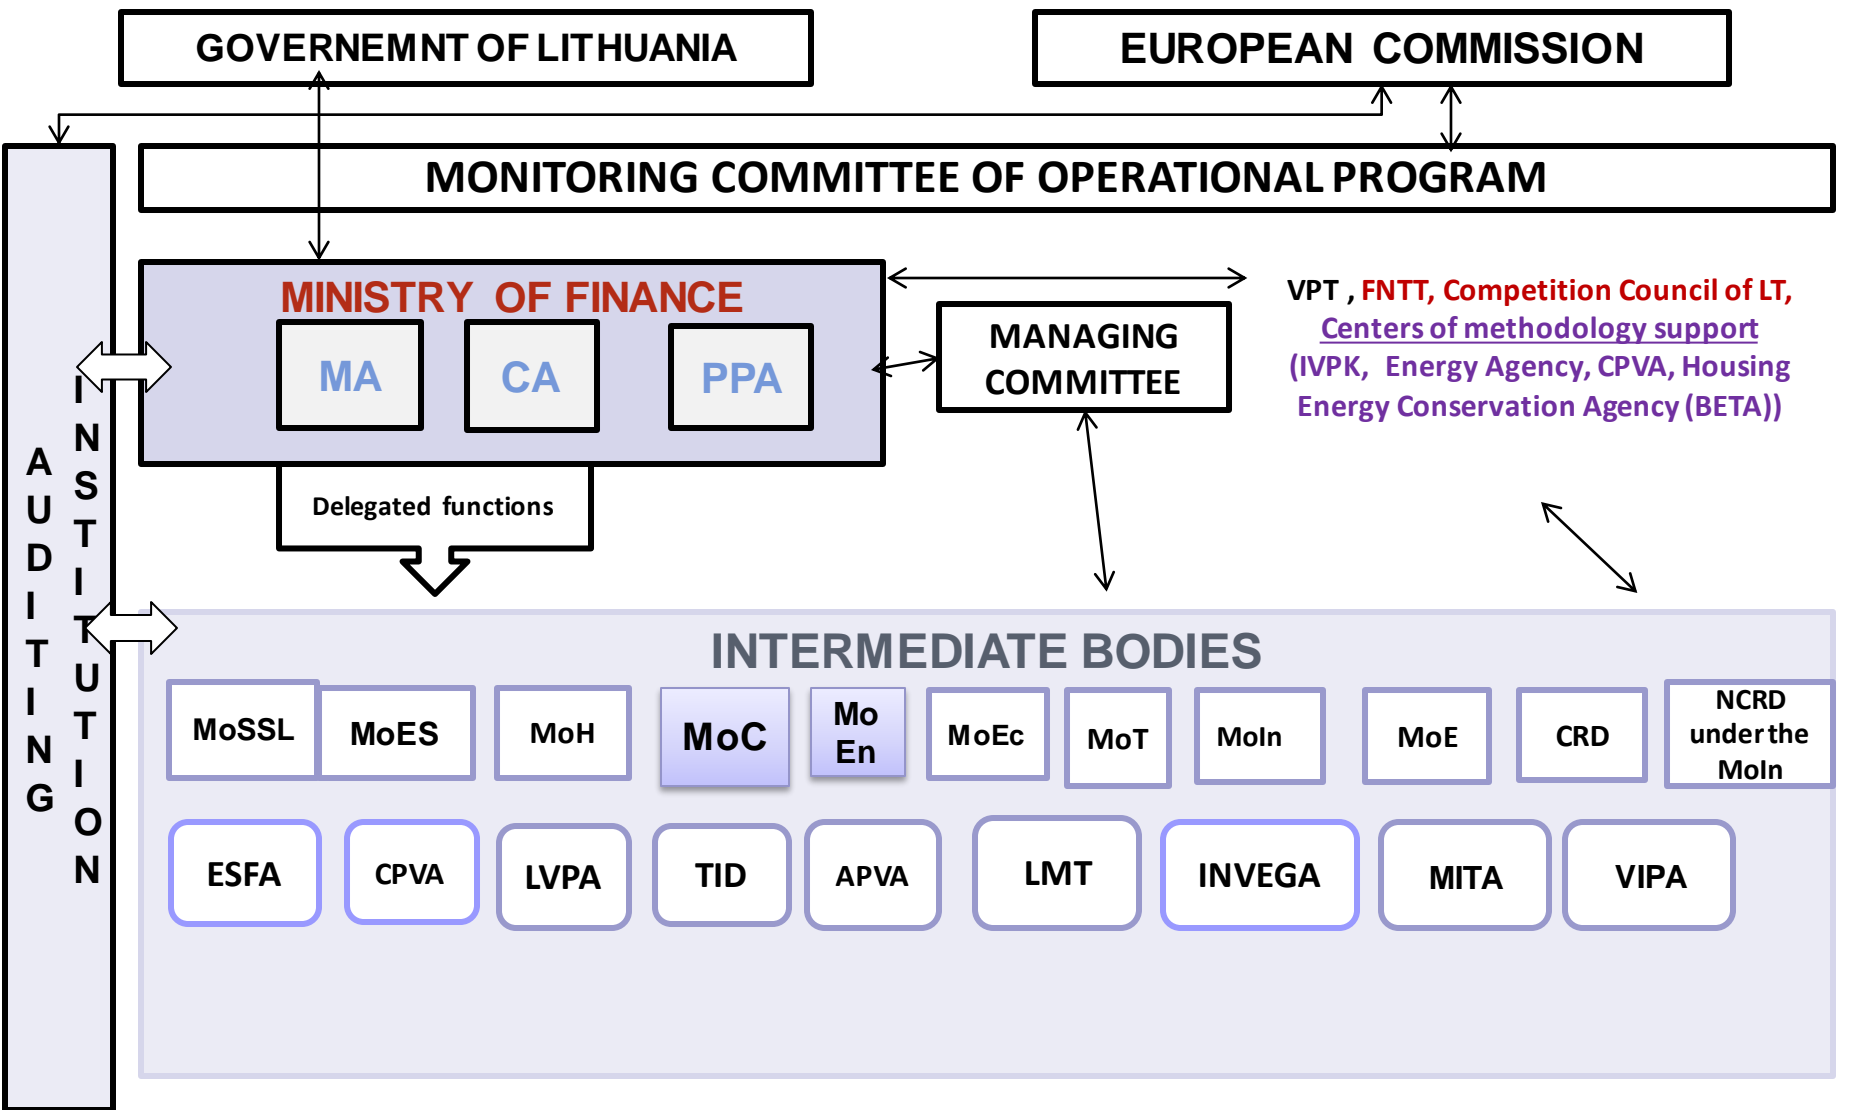 GOVERNEMNT OF LITHUANIA
EUROPEAN COMMISSION
MONITORING COMMITTEE OF OPERATIONAL PROGRAM
AUDITING
INSTITUTION
MINISTRY OF FINANCE
MA
CA
PPA
MANAGING
COMMITTEE
VPT , FNTT, Competition Council of LT,
Centers of methodology support
(IVPK, Energy Agency, CPVA, Housing
Energy Conservation Agency (BETA))
Delegated functions
INTERMEDIATE BODIES
MoSSL
MoES
MoH
MoC
Mo
En
MoEc
MoT
MoIn
MoE
CRD
NCRD
under the
MoIn
ESFA
CPVA
LVPA
TID
APVA
LMT
INVEGA
MITA
VIPA